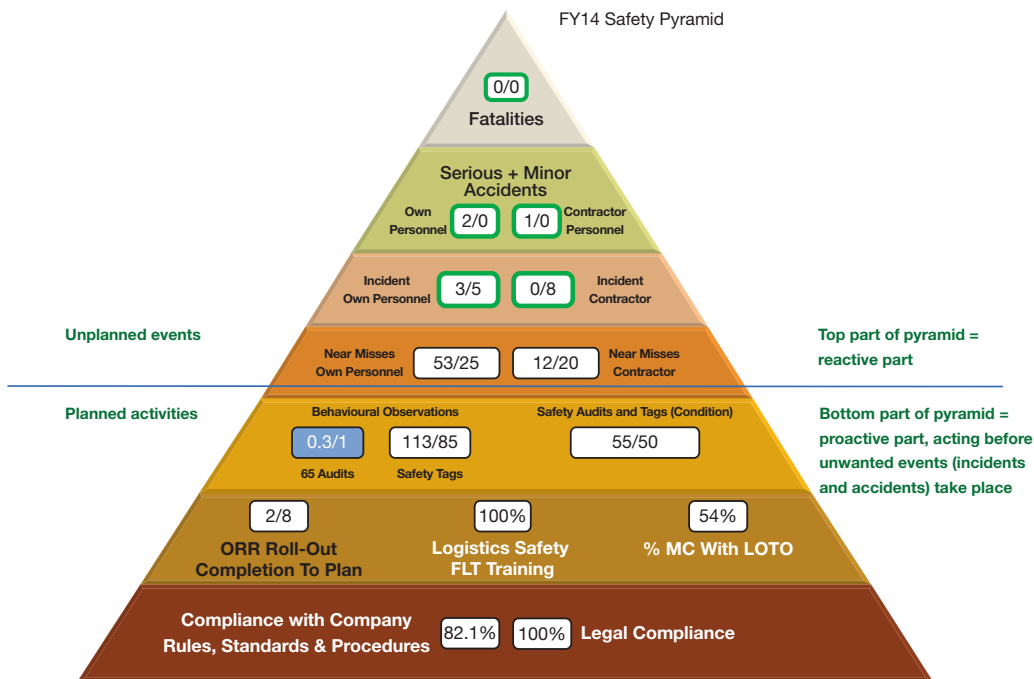 FY14 Safety Pyramid
0/0
Fatalities
Serious + Minor
Accidents
Own
Personnel
2/0
1/0
Contractor
Personnel
Incident
Own Personnel
3/5
0/8
Incident
Contractor
Unplanned events
Top part of pyramid =
reactive part
Near Misses
Own Personnel
53/25
12/20
Near Misses
Contractor
Planned activities
Bottom part of pyramid =
proactive part, acting before
unwanted events (incidents
and accidents) take place
Behavioural Observations
Safety Audits and Tags (Condition)
0.3/1
113/85
55/50
65 Audits
Safety Tags
2/8
100%
54%
ORR Roll-Out
Completion To Plan
Logistics Safety
FLT Training
% MC With LOTO
Compliance with Company
Rules, Standards & Procedures
82.1%
100%
Legal Compliance